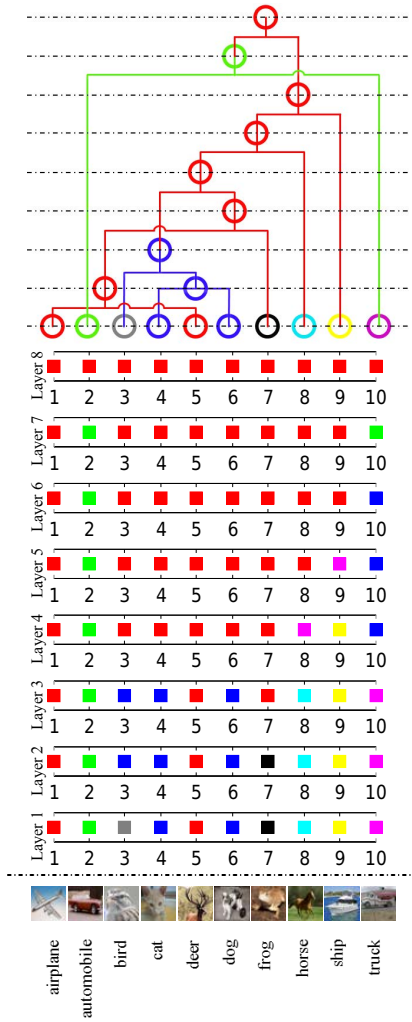 Layer 8
1 2 3 4 5 6 7 8 9 10
Layer 7
1 2 3 4 5 6 7 8 9 10
Layer 6
1 2 3 4 5 6 7 8 9 10
Layer 5
1 2 3 4 5 6 7 8 9 10
Layer 4
1 2 3 4 5 6 7 8 9 10
Layer 3
1 2 3 4 5 6 7 8 9 10
Layer 2
1 2 3 4 5 6 7 8 9 10
Layer 1
1 2 3 4 5 6 7 8 9 10
airplane
automobile
bird
cat
deer
dog
frog
horse
ship
truck